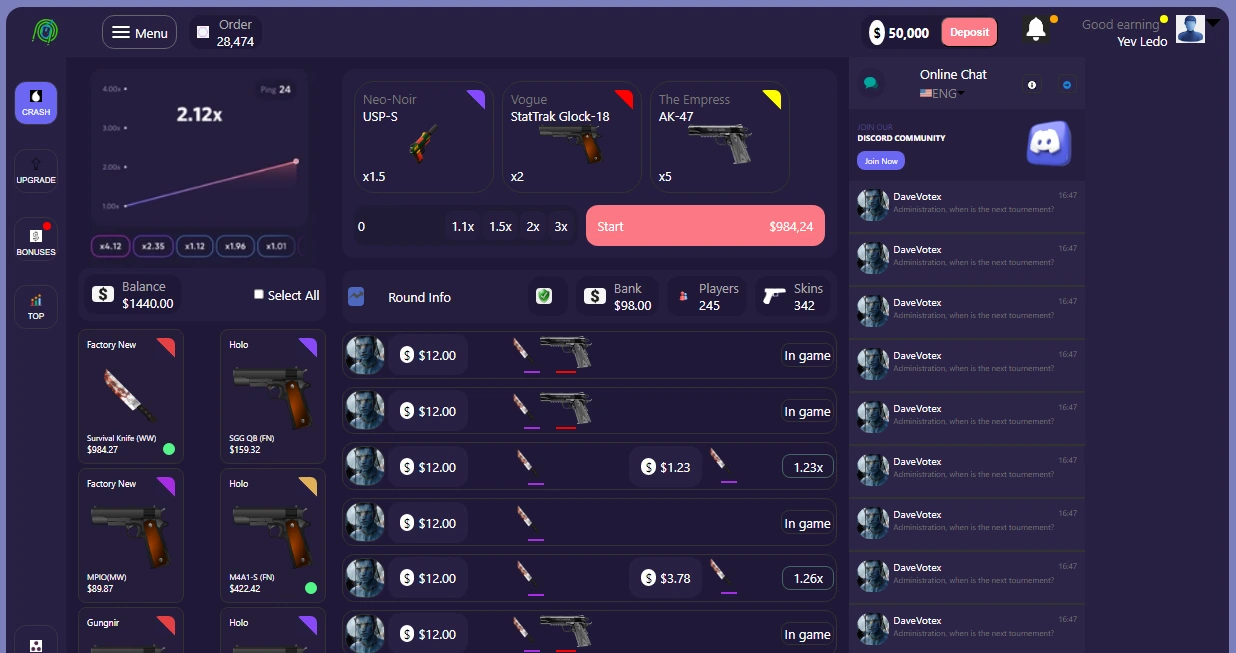 Menu
Order
28,474
$ 50,000
Deposit
Good earning
Yev Ledo
CRASH
UPGRADE
BONUSES
TOP
4.00x
3.00x
2.00x
1.00x
Ping 24
2.12x
x4.12
x2.35
x1.12
x1.96
x1.01
Neo-Noir
USP-S
x1.5
Vogue
StatTrak Glock-18
x2
The Empress
AK-47
x5
0
1.1x
1.5x
2x
3x
Start
$984,24
$ Balance
$1440.00
Select All
Factory New
Survival Knife (WW)
$984.27
Holo
SGG QB (FN)
$159.32
Factory New
MPIO(MW)
$89.87
Holo
M4A1-S (FN)
$422.42
Gungnir
Holo
Round Info
$ Bank
$98.00
Players
245
Skins
342
$ $12.00
In game
$ $12.00
In game
$ $12.00
$ $1.23
1.23x
$ $12.00
In game
$ $12.00
$ $3.78
1.26x
$ $12.00
In game
Online Chat
ENG
JOIN OUR
DISCORD COMMUNITY
Join Now
DaveVotex
16:47
Administration, when is the next tournement?
DaveVotex
16:47
Administration, when is the next tournement?
DaveVotex
16:47
Administration, when is the next tournement?
DaveVotex
16:47
Administration, when is the next tournement?
DaveVotex
16:47
Administration, when is the next tournement?
DaveVotex
16:47
Administration, when is the next tournement?
DaveVotex
16:47
Administration, when is the next tournement?
DaveVotex
16:47
Administration, when is the next tournement?
DaveVotex
16:47
Administration, when is the next tournement?